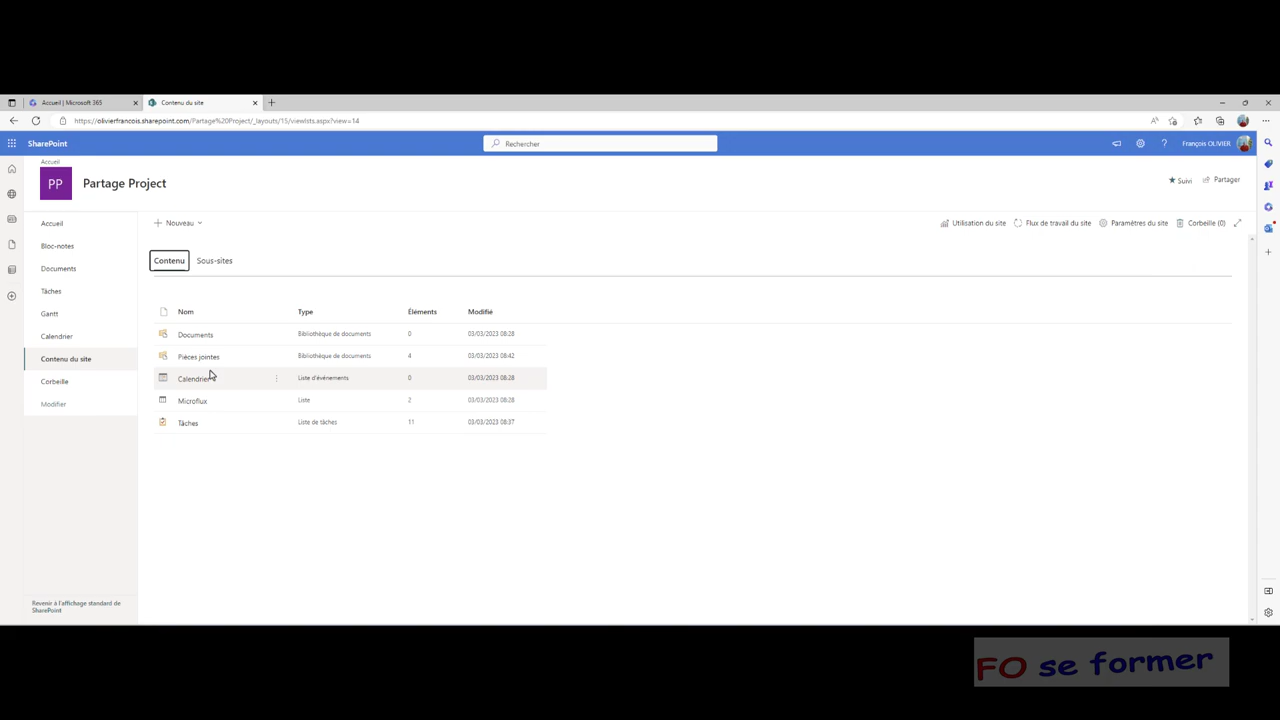 Accueil | Microsoft 365
Contenu du site
https://olivierfrancois.sharepoint.com/Partage%20Project/_layouts/15/viewlsts.aspx?view=14
SharePoint
Rechercher
François OLIVIER
Accueil
PP
Partage Project
Suivi
Partager
Accueil
Bloc-notes
Documents
Tâches
Gantt
Calendrier
Contenu du site
Corbeille
Modifier
Revenir à l'affichage standard de
SharePoint
Nouveau
Utilisation du site
Flux de travail du site
Paramètres du site
Corbeille (0)
Contenu
Sous-sites
Nom Type Éléments Modifié
Documents Bibliothèque de documents 0 03/03/2023 08:28
Pièces jointes Bibliothèque de documents 4 03/03/2023 08:42
Calendrier Liste d'événements 0 03/03/2023 08:28
Microflux Liste 2 03/03/2023 08:28
Tâches Liste de tâches 11 03/03/2023 08:37
FO se former